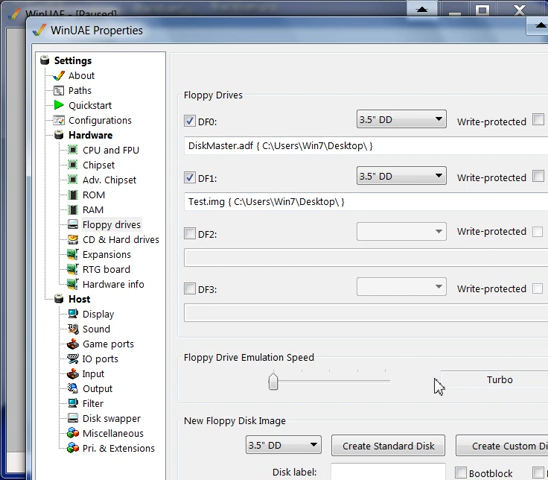 WinUAE - [Paused]
WinUAE Properties
Settings
About
Paths
Quickstart
Configurations
Hardware
CPU and FPU
Chipset
Adv. Chipset
ROM
RAM
Floppy drives
CD & Hard drives
Expansions
RTG board
Hardware info
Host
Display
Sound
Game ports
IO ports
Input
Output
Filter
Disk swapper
Miscellaneous
Pri. & Extensions
Floppy Drives
DF0: 3.5" DD Write-protected
DiskMaster.adf { C:\Users\Win7\Desktop\ }
DF1: 3.5" DD Write-protected
Test.img { C:\Users\Win7\Desktop\ }
DF2: Write-protected
DF3: Write-protected
Floppy Drive Emulation Speed
Turbo
New Floppy Disk Image
3.5" DD Create Standard Disk Create Custom Di
Disk label: Bootblock